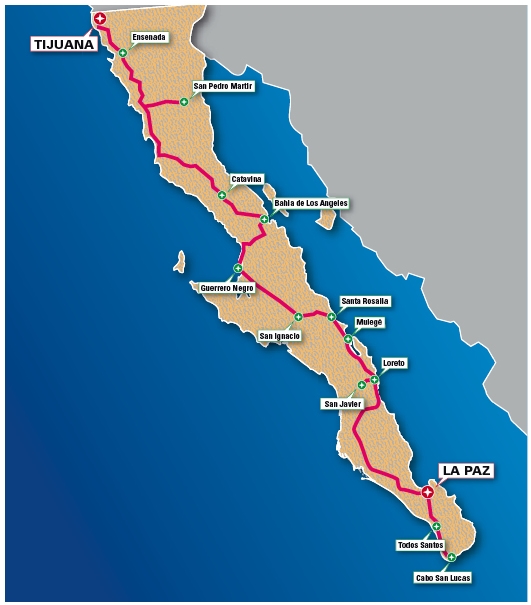 TIJUANA
Ensenada
San Pedro Martir
Catavina
Bahia de Los Angeles
Guerrero Negro
Santa Rosalia
San Ignacio
Mulegé
Loreto
San Javier
LA PAZ
Todos Santos
Cabo San Lucas